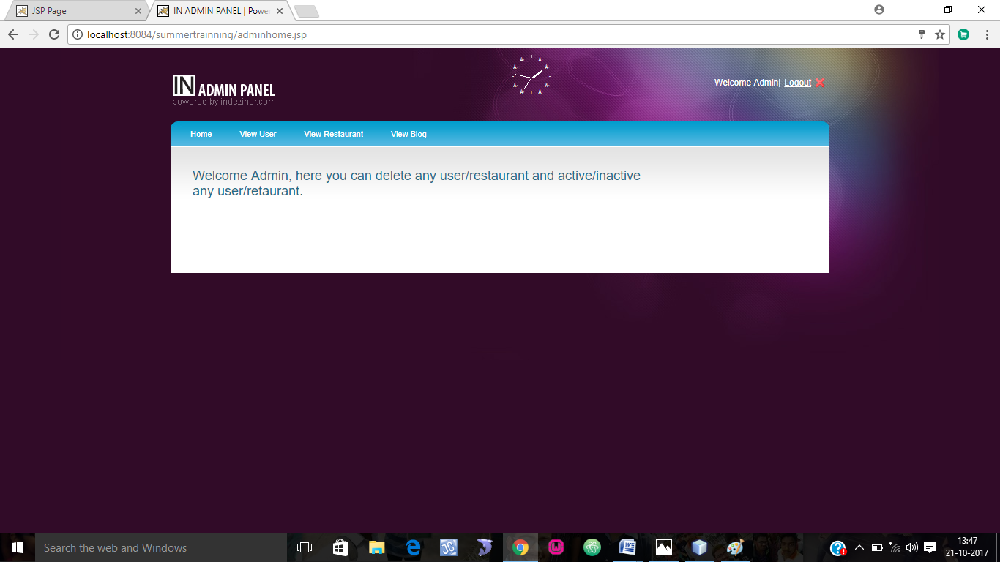 JSP Page
IN ADMIN PANEL | Powe
localhost:8084/summertrainning/adminhome.jsp
IN ADMIN PANEL
powered by indeziner.com
Welcome Admin| Logout
Home View User View Restaurant View Blog
Welcome Admin, here you can delete any user/restaurant and active/inactive
any user/retaurant.
Search the web and Windows
13:47
21-10-2017